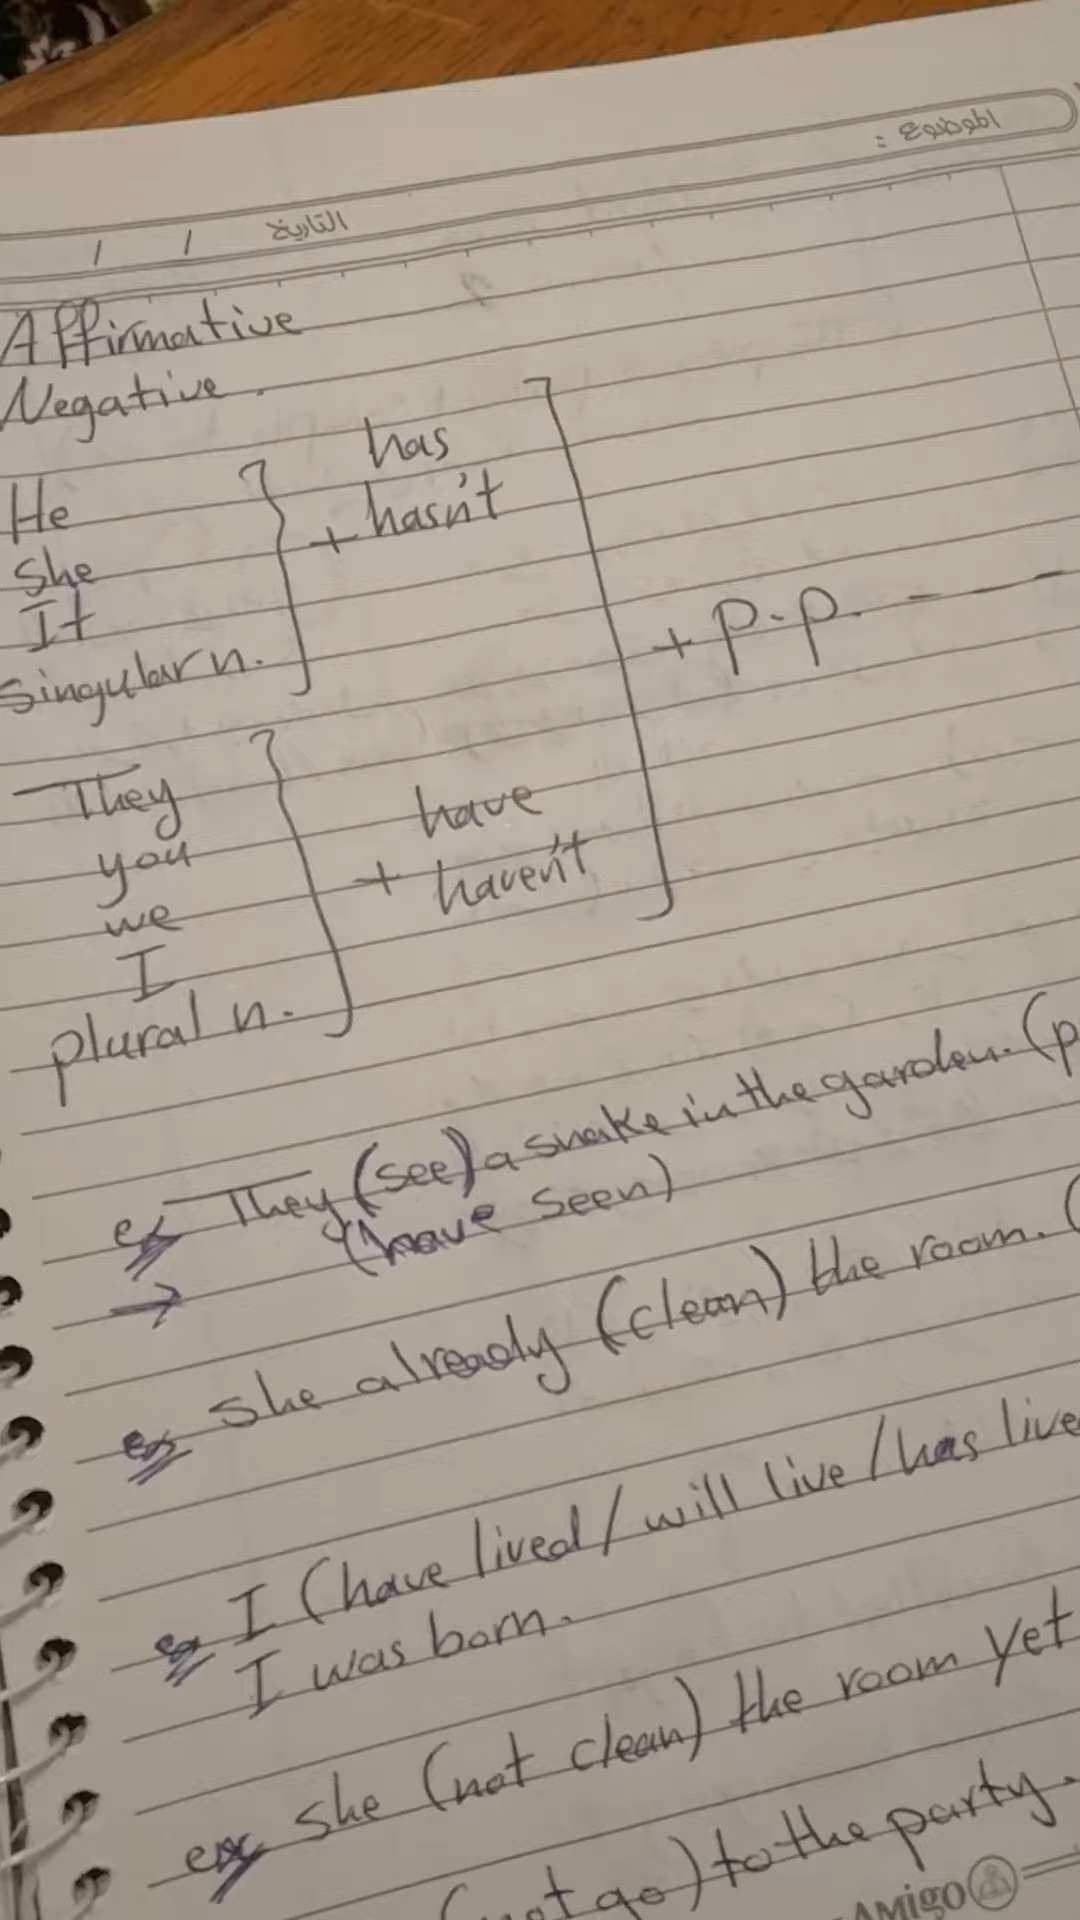 الموضوع :
التاريخ / /
Affirmative
Negative.
has
He
+ hasn't
She
It
+ p.p. - - -
singular n.
They
have
you
+ haven't
we
I
plural n.
ex They (see) a snake in the garden. (p
→ (have seen)
ex she already (clean) the room. (
ex I (have lived / will live / has live
I was born.
ex she (not clean) the room yet
(not go) to the party.
AMigo